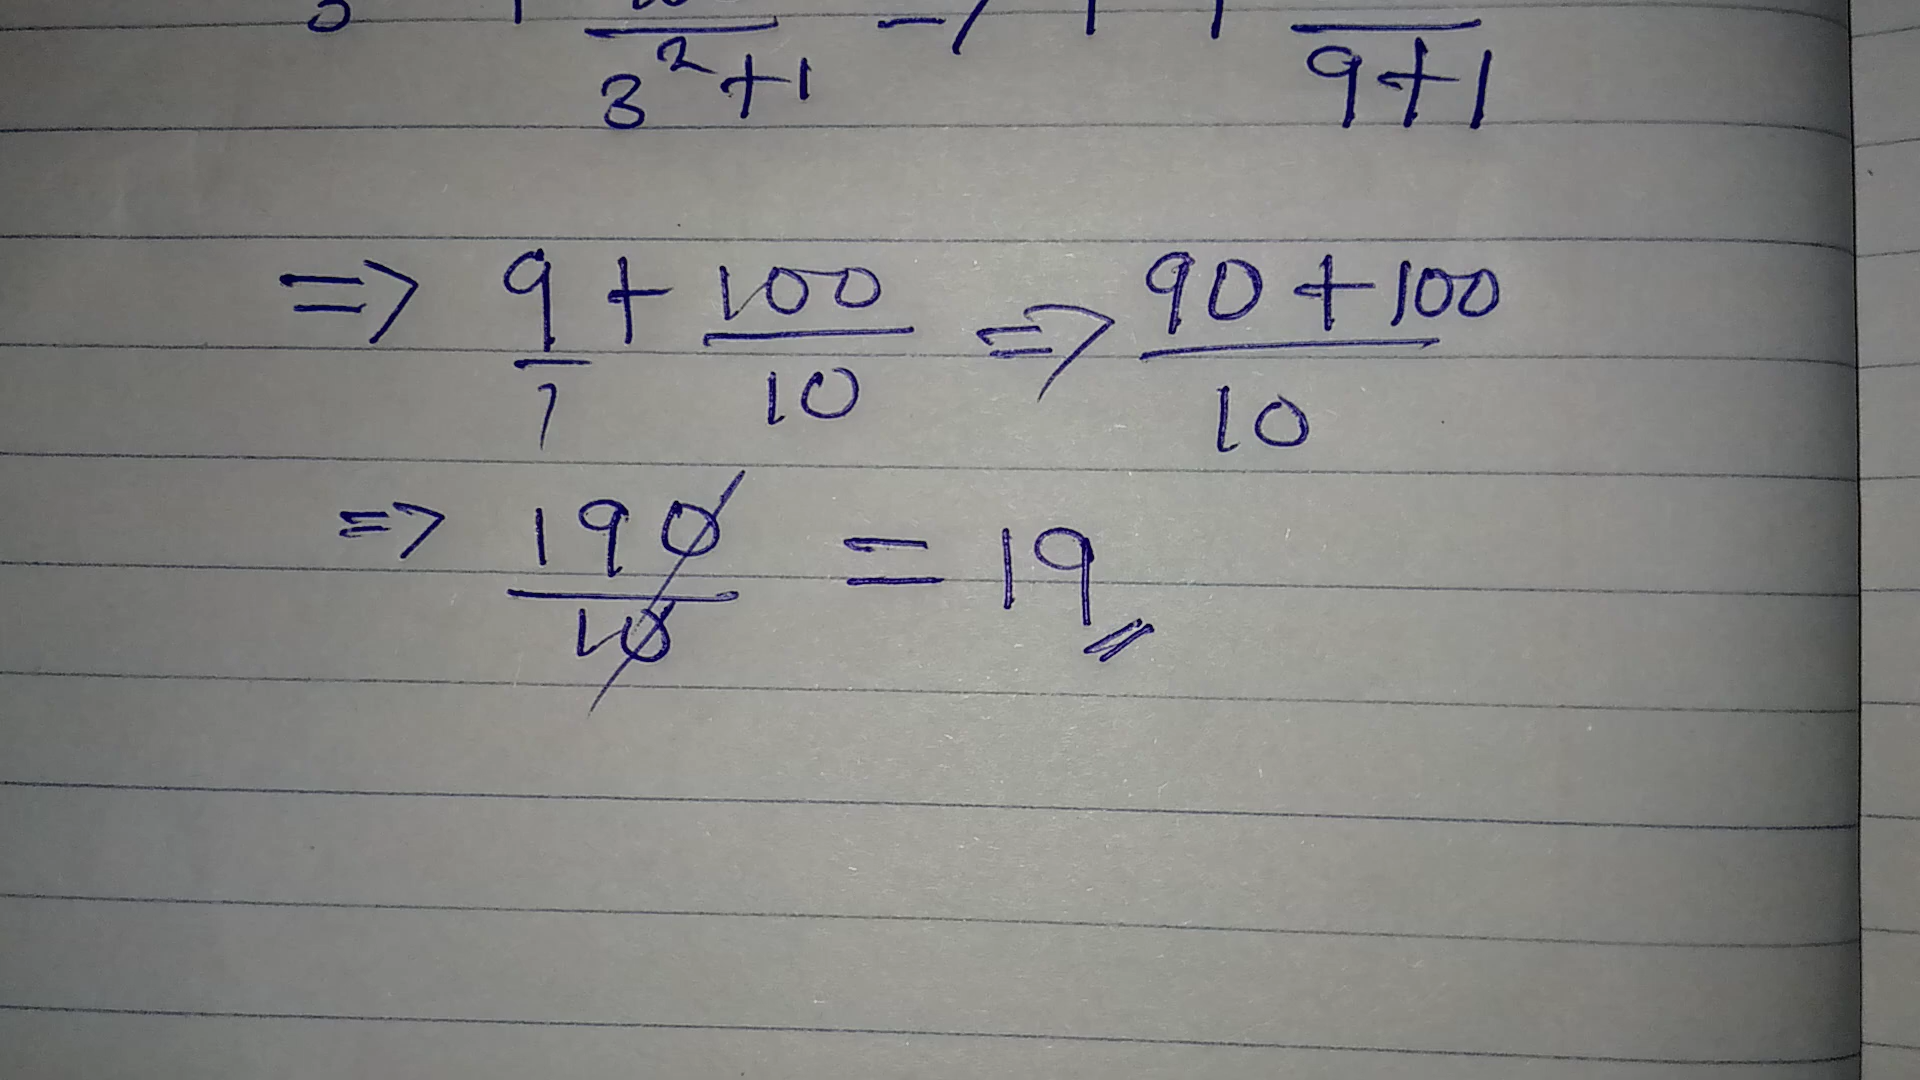 3²+1 9+1
=> 9/1 + 100/10 => 90+100/10
=> 190/10 = 19